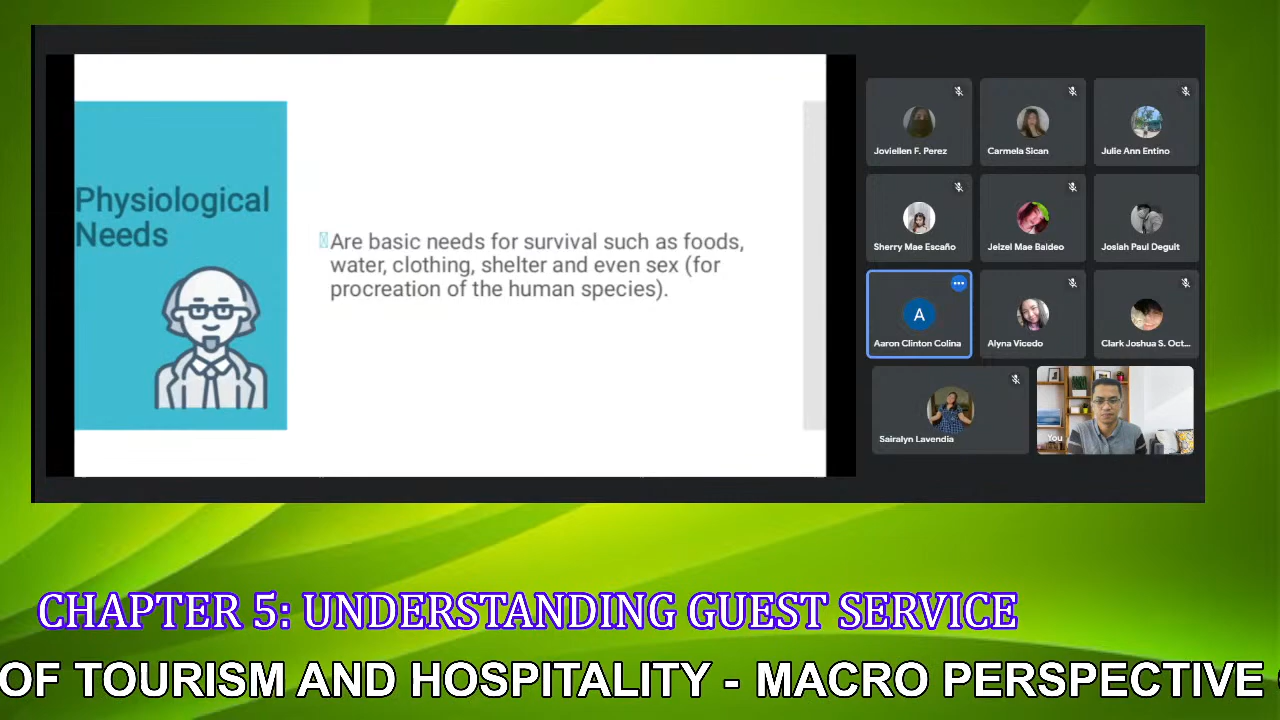 Physiological
Needs
Are basic needs for survival such as foods,
water, clothing, shelter and even sex (for
procreation of the human species).
Joviellen F. Perez
Carmela Sican
Julie Ann Entino
Sherry Mae Escaño
Jeizel Mae Baldeo
Josiah Paul Degult
A
Aaron Clinton Colina
Alyna Vicedo
Clark Joshua S. Oct...
Sairalyn Lavendia
You
CHAPTER 5: UNDERSTANDING GUEST SERVICE
OF TOURISM AND HOSPITALITY - MACRO PERSPECTIVE